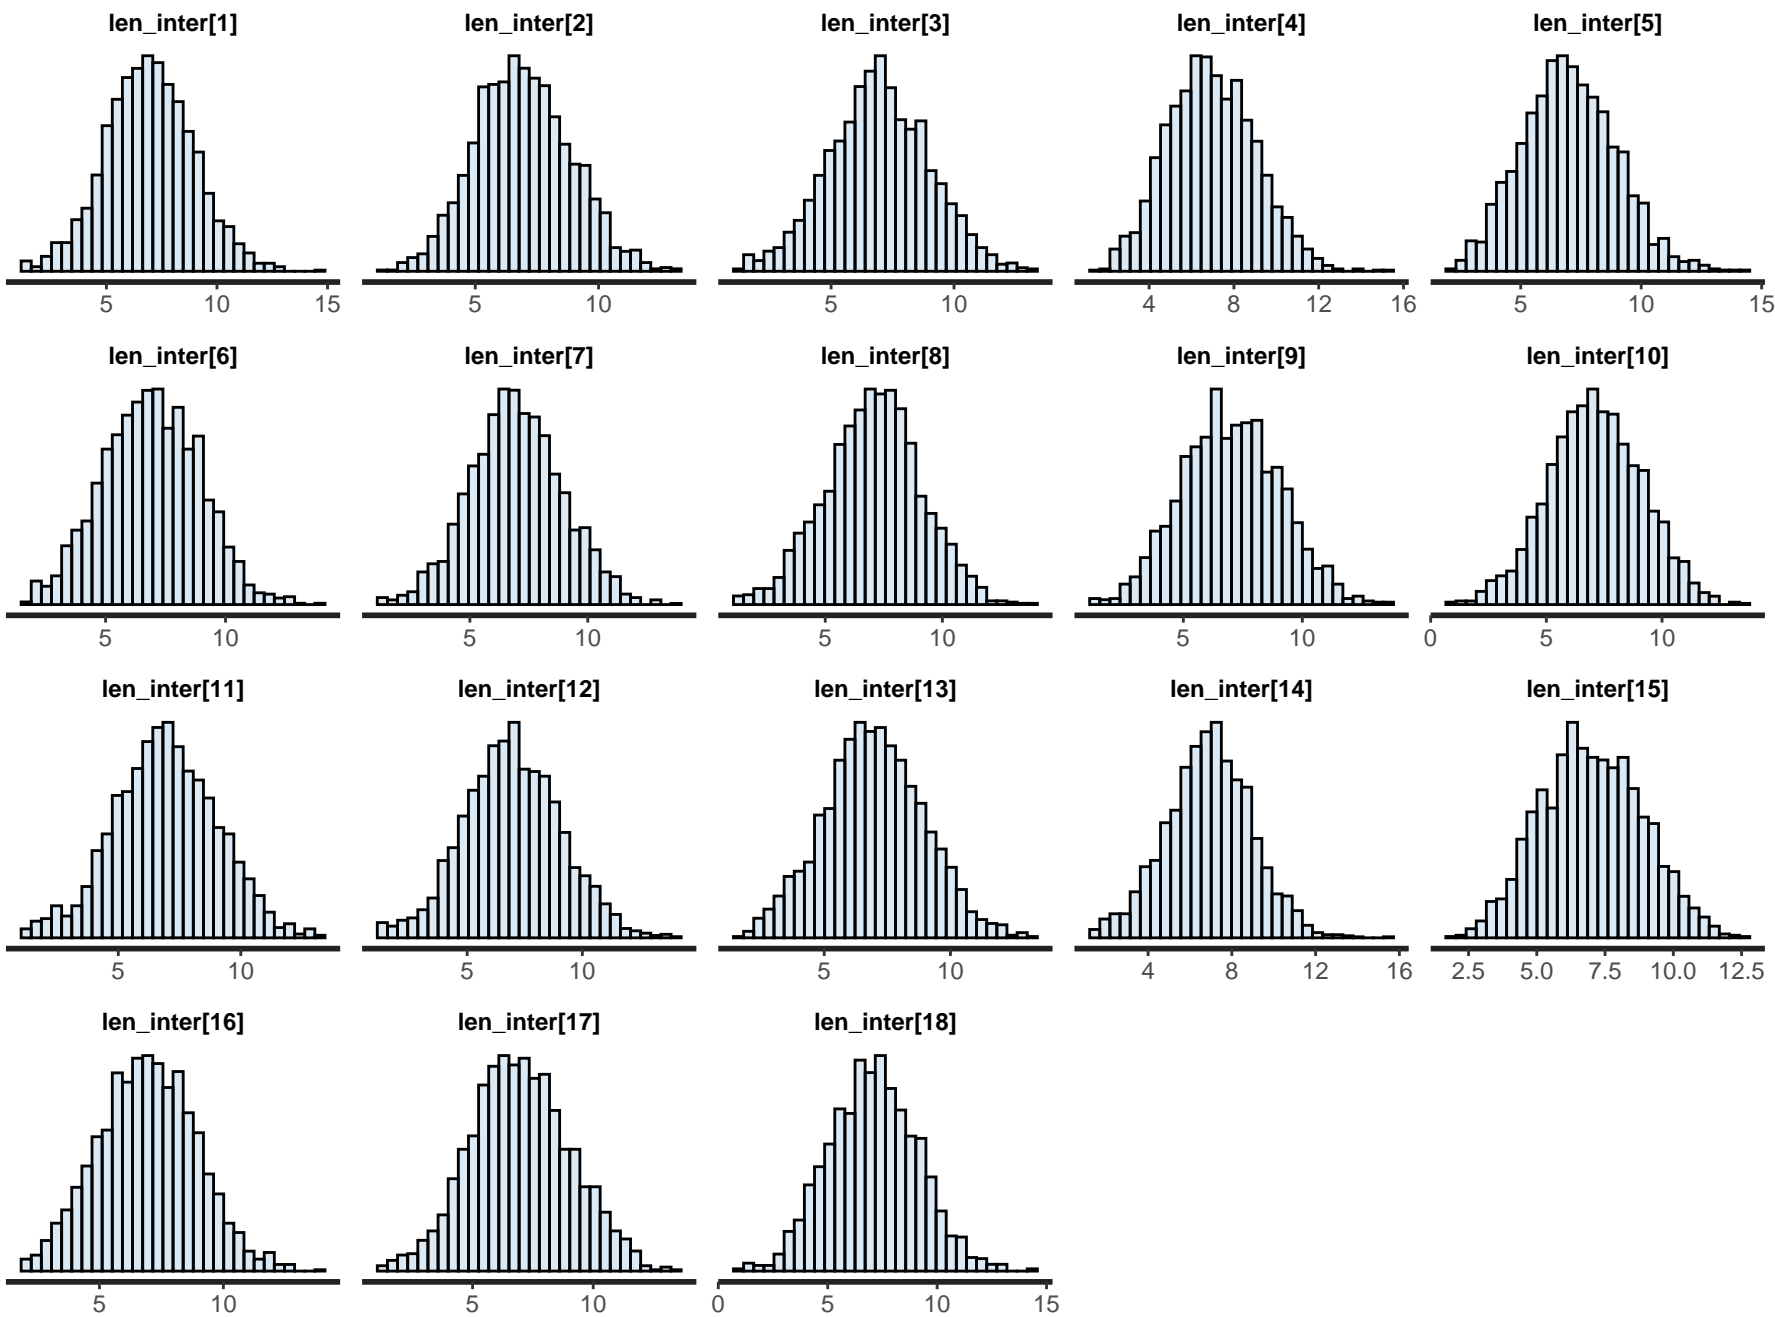 len_inter[1] len_inter[2] len_inter[3] len_inter[4] len_inter[5]
5 10 15 5 10 5 10 4 8 12 16 5 10 15
len_inter[6] len_inter[7] len_inter[8] len_inter[9] len_inter[10]
5 10 5 10 5 10 5 10 0 5 10
len_inter[11] len_inter[12] len_inter[13] len_inter[14] len_inter[15]
5 10 5 10 5 10 4 8 12 16 2.5 5.0 7.5 10.0 12.5
len_inter[16] len_inter[17] len_inter[18]
5 10 5 10 0 5 10 15